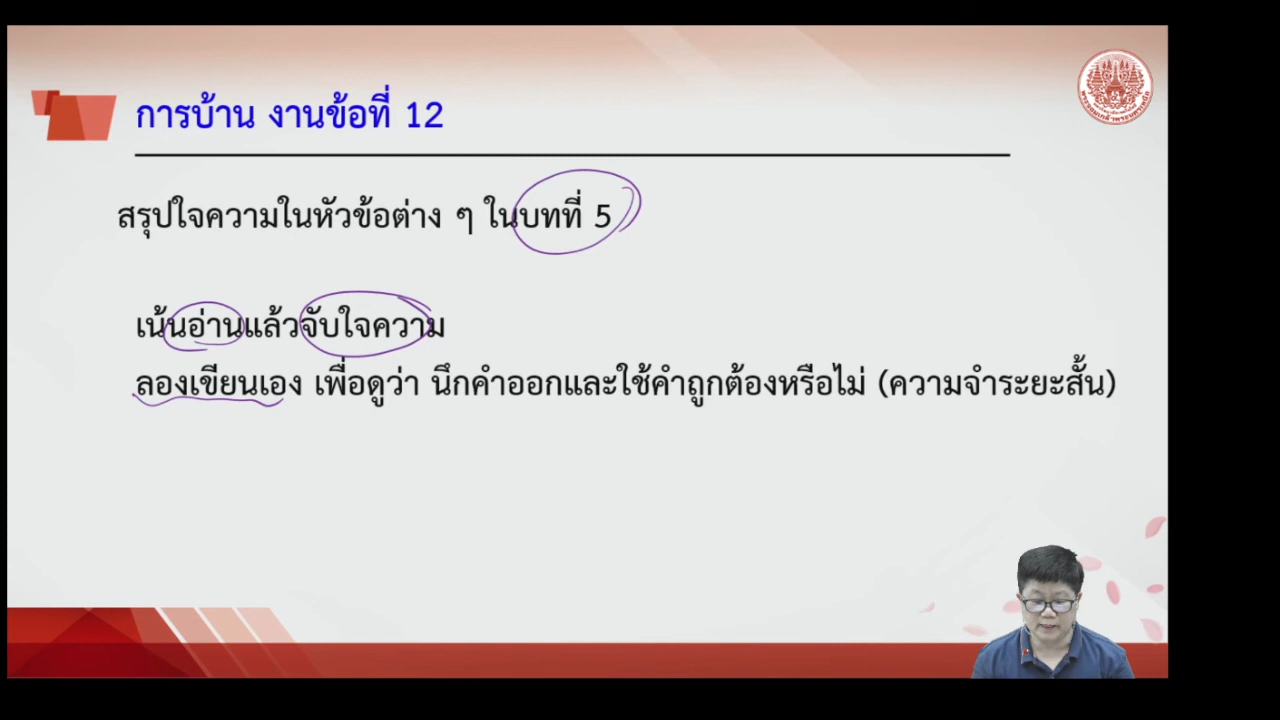 การบ้าน งานข้อที่ 12
สรุปใจความในหัวข้อต่าง ๆ ในบทที่ 5
เน้นอ่านแล้วจับใจความ
ลองเขียนเอง เพื่อดูว่า นึกคำออกและใช้คำถูกต้องหรือไม่ (ความจำระยะสั้น)